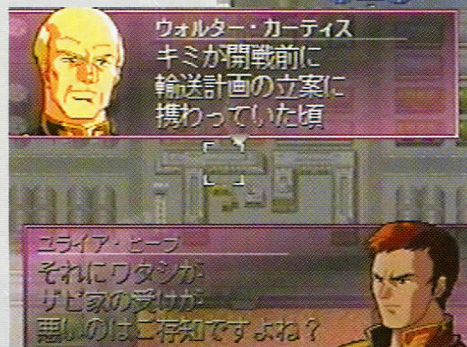 ウォルター・カーティス
キミが開戦前に
輸送計画の立案に
携わっていた頃
ユライア・ヒープ
それにワタシが
ザビ家の受けが
悪いのはご存知ですよね？